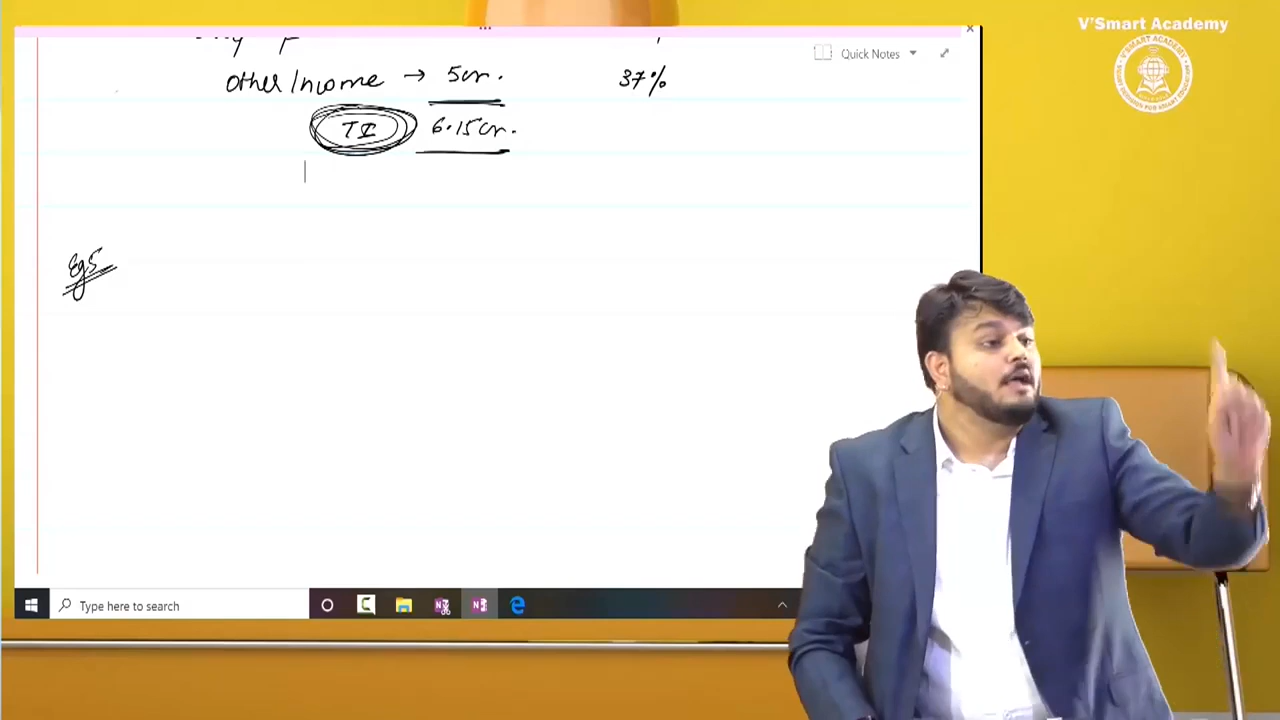 V'Smart Academy
Quick Notes
Other Income → 5cr. 37%
TI 6.15cr.
Eg5
Type here to search